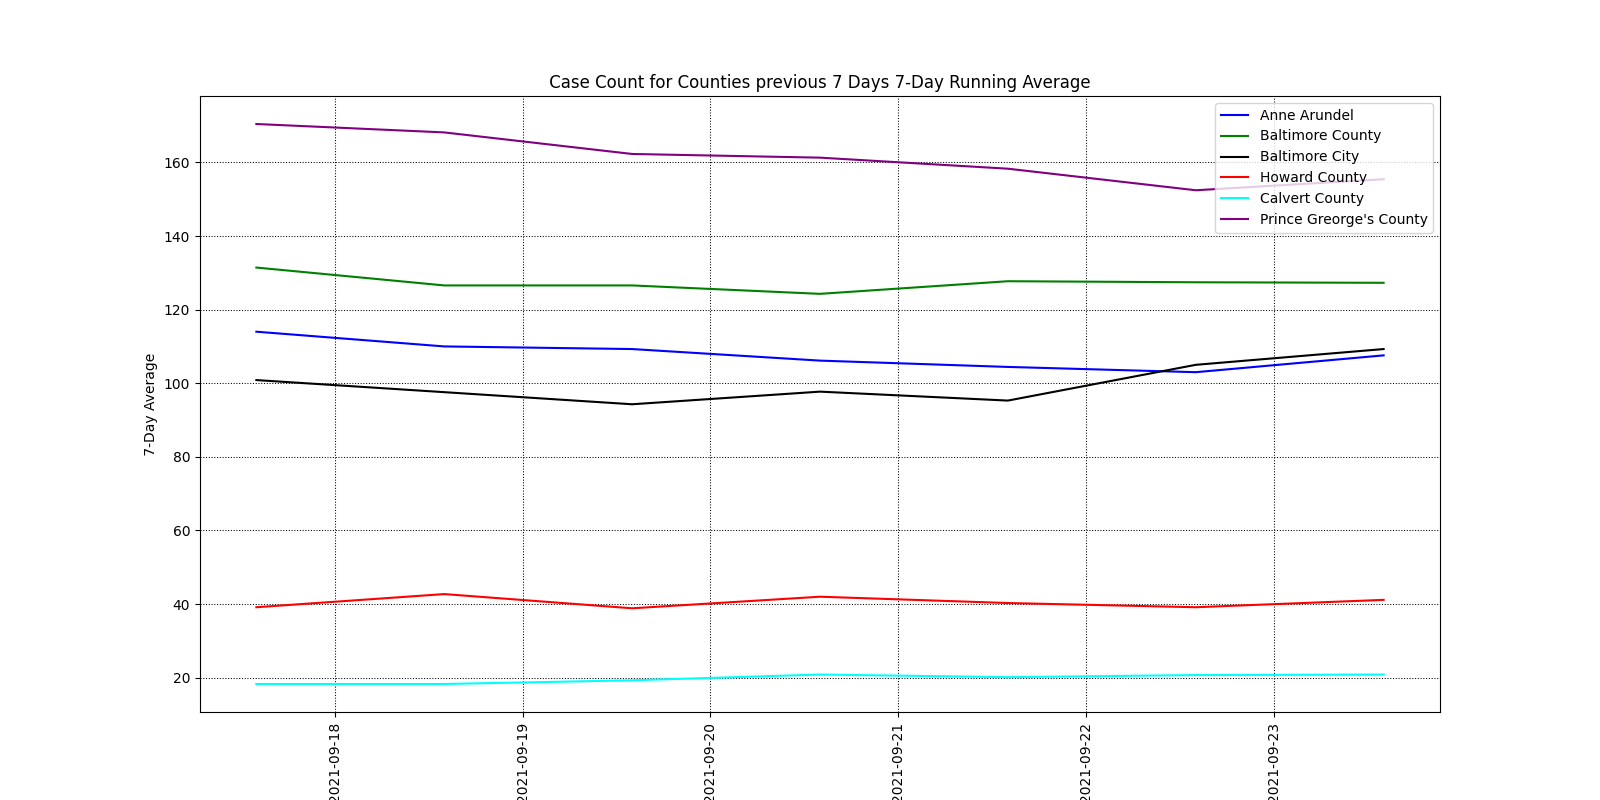 Case Count for Counties previous 7 Days 7-Day Running Average
Anne Arundel
Baltimore County
Baltimore City
Howard County
Calvert County
Prince Greorge's County
7-Day Average
160
140
120
100
80
60
40
20
2021-09-18
2021-09-19
2021-09-20
2021-09-21
2021-09-22
2021-09-23